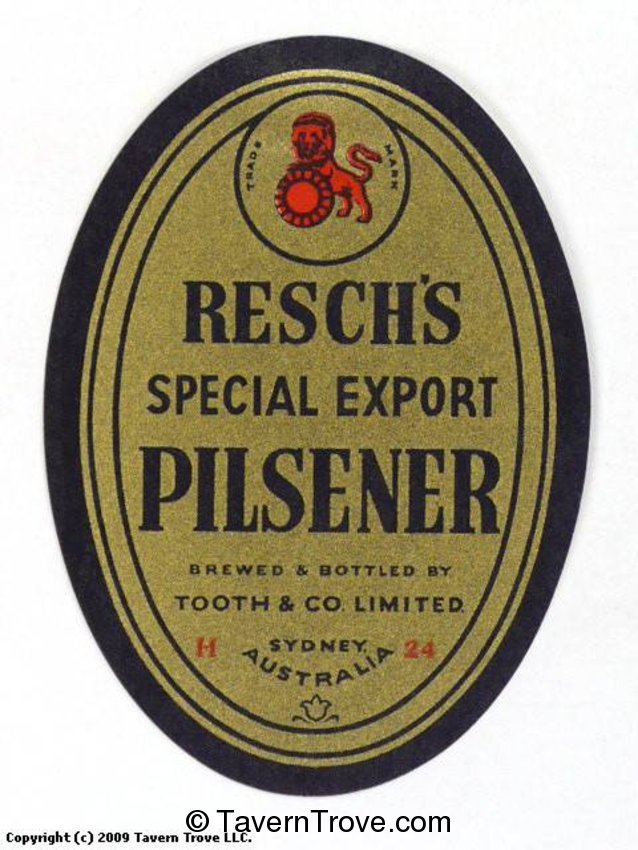 TRADE MARK
RESCH'S
SPECIAL EXPORT
PILSENER
BREWED & BOTTLED BY
TOOTH & CO. LIMITED.
H SYDNEY, 24
AUSTRALIA
© TavernTrove.com
Copyright (c) 2009 Tavern Trove LLC.